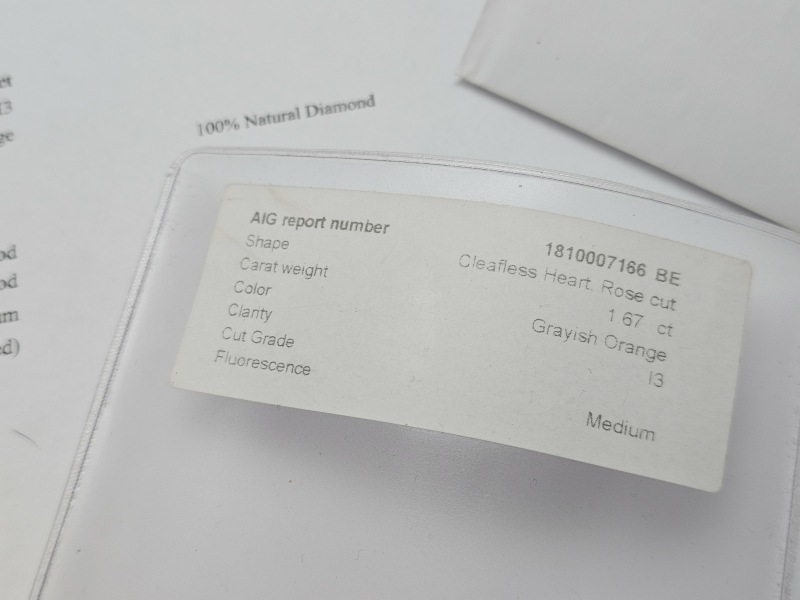 100% Natural Diamond
AIG report number 1810007166 BE
Shape Cleafless Heart, Rose cut
Carat weight 1.67 ct
Color Grayish Orange
Clarity I3
Cut Grade
Fluorescence Medium